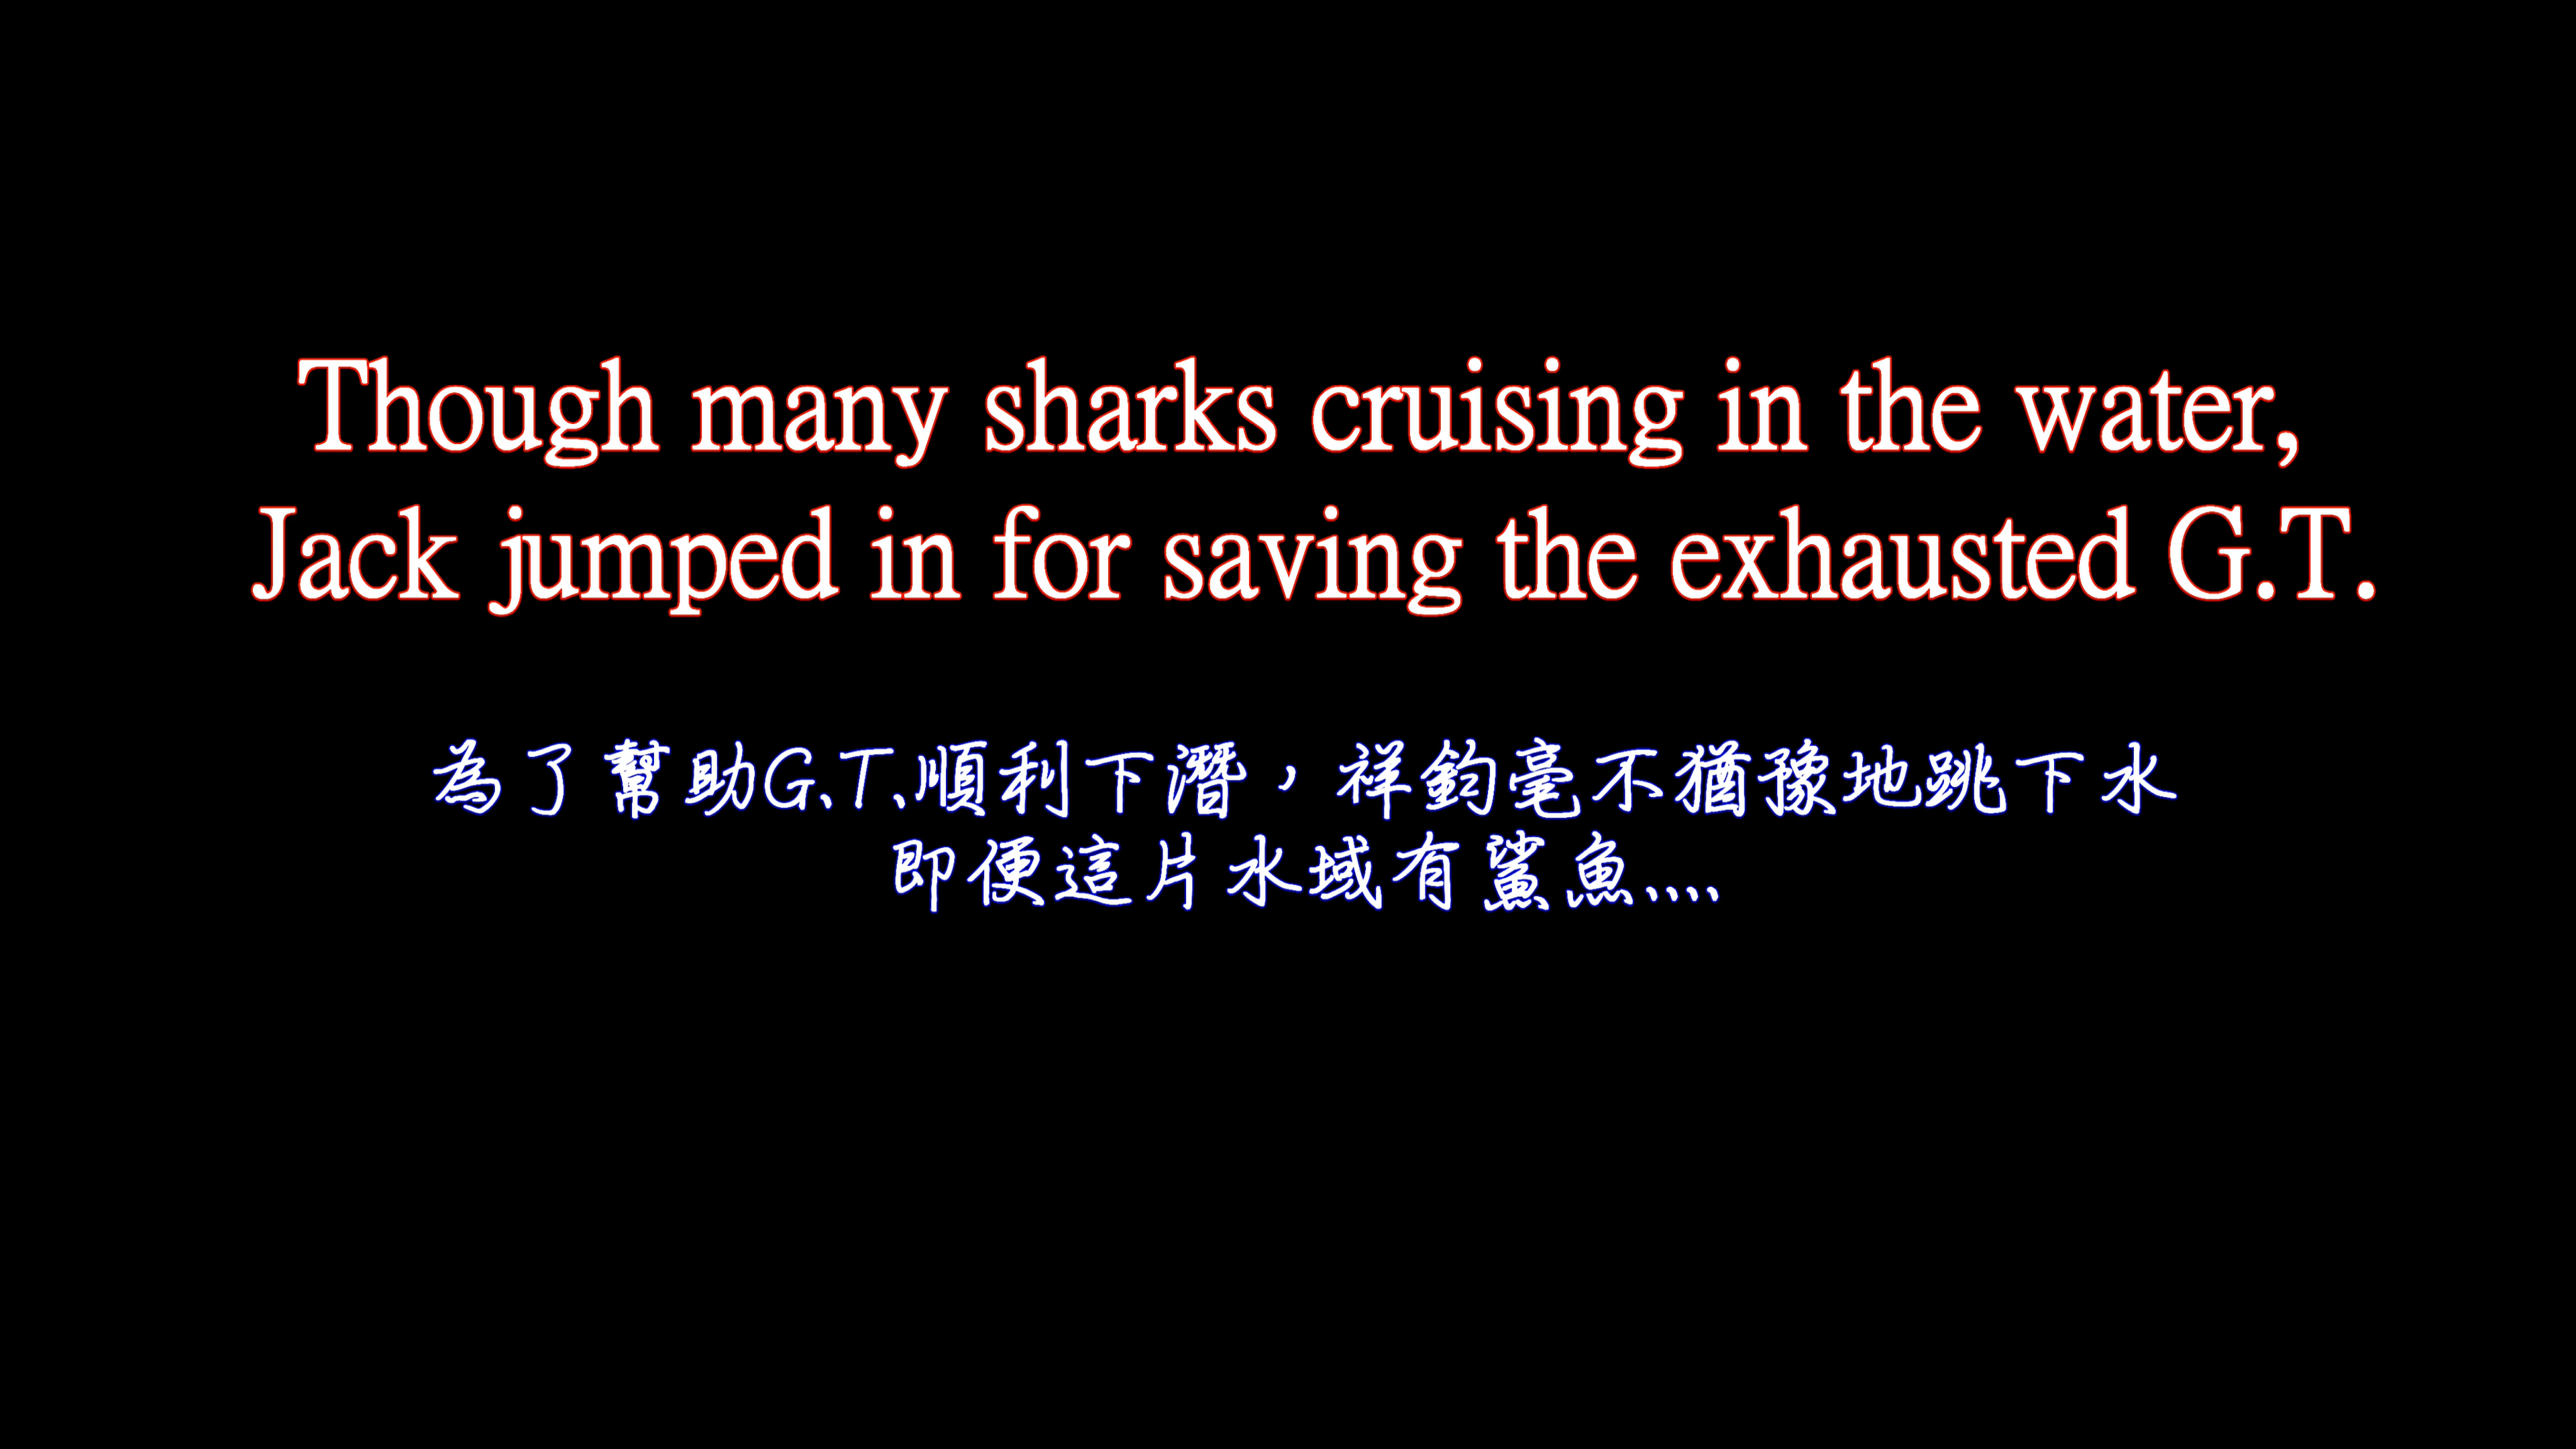 Though many sharks cruising in the water,
Jack jumped in for saving the exhausted G.T.
為了幫助G.T.順利下潛，祥鈞毫不猶豫地跳下水
即便這片水域有鯊魚....